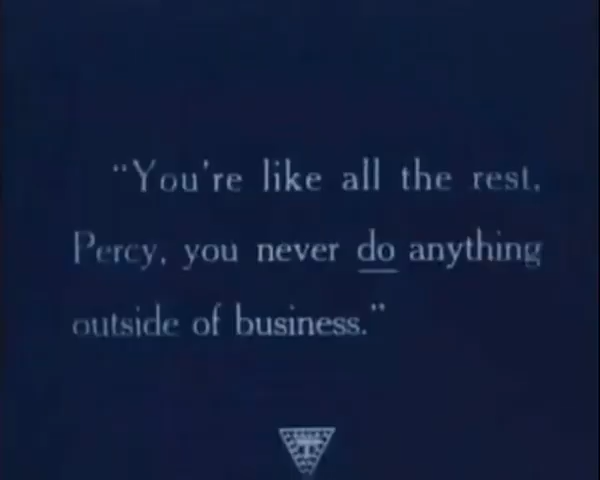 "You're like all the rest,
Percy, you never do anything
outside of business."